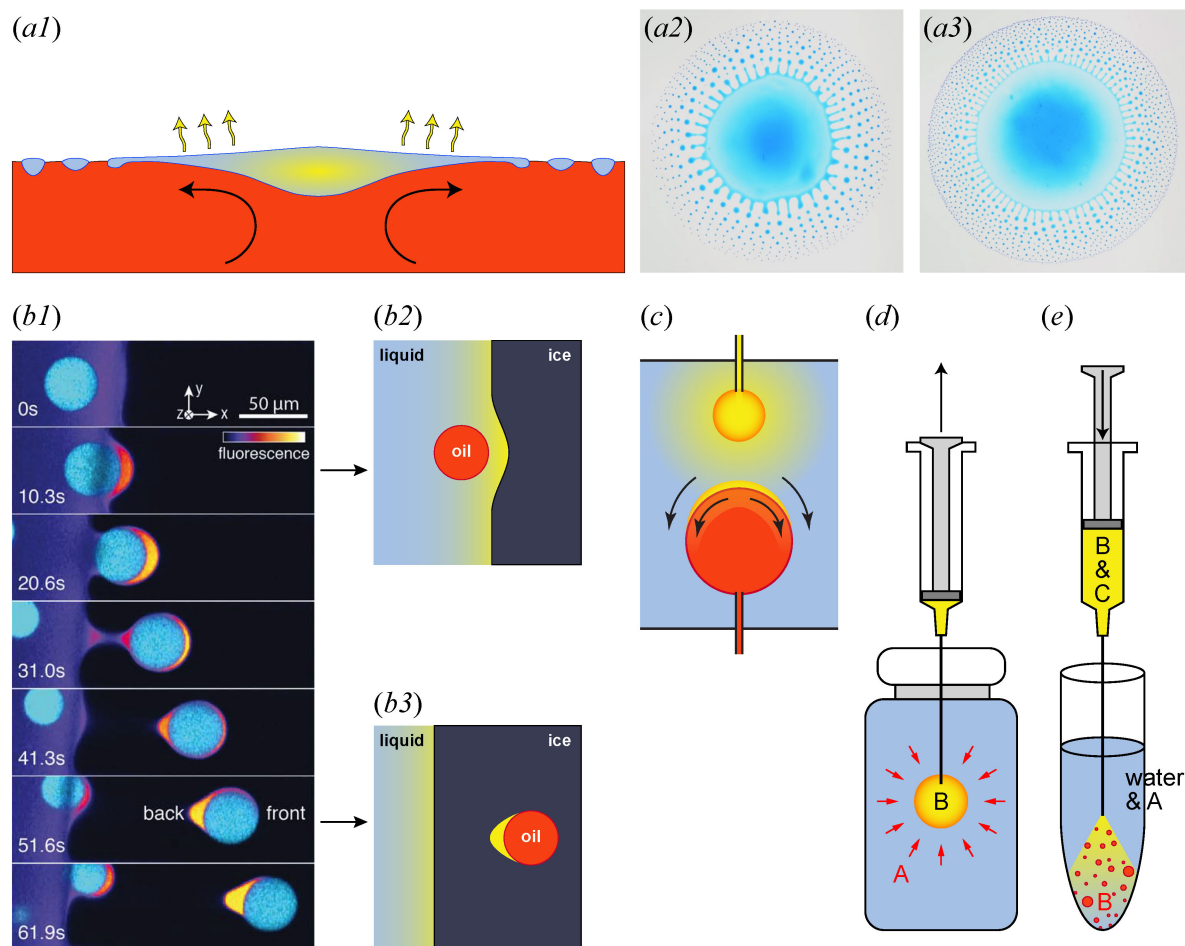 (a1)
(a2)
(a3)
(b1)
0s
y
z x
50 µm
fluorescence
10.3s
20.6s
31.0s
41.3s
51.6s
back front
61.9s
(b2)
liquid ice
oil
(b3)
liquid ice
oil
(c)
(d)
B
A
(e)
B
&
C
water
& A
B